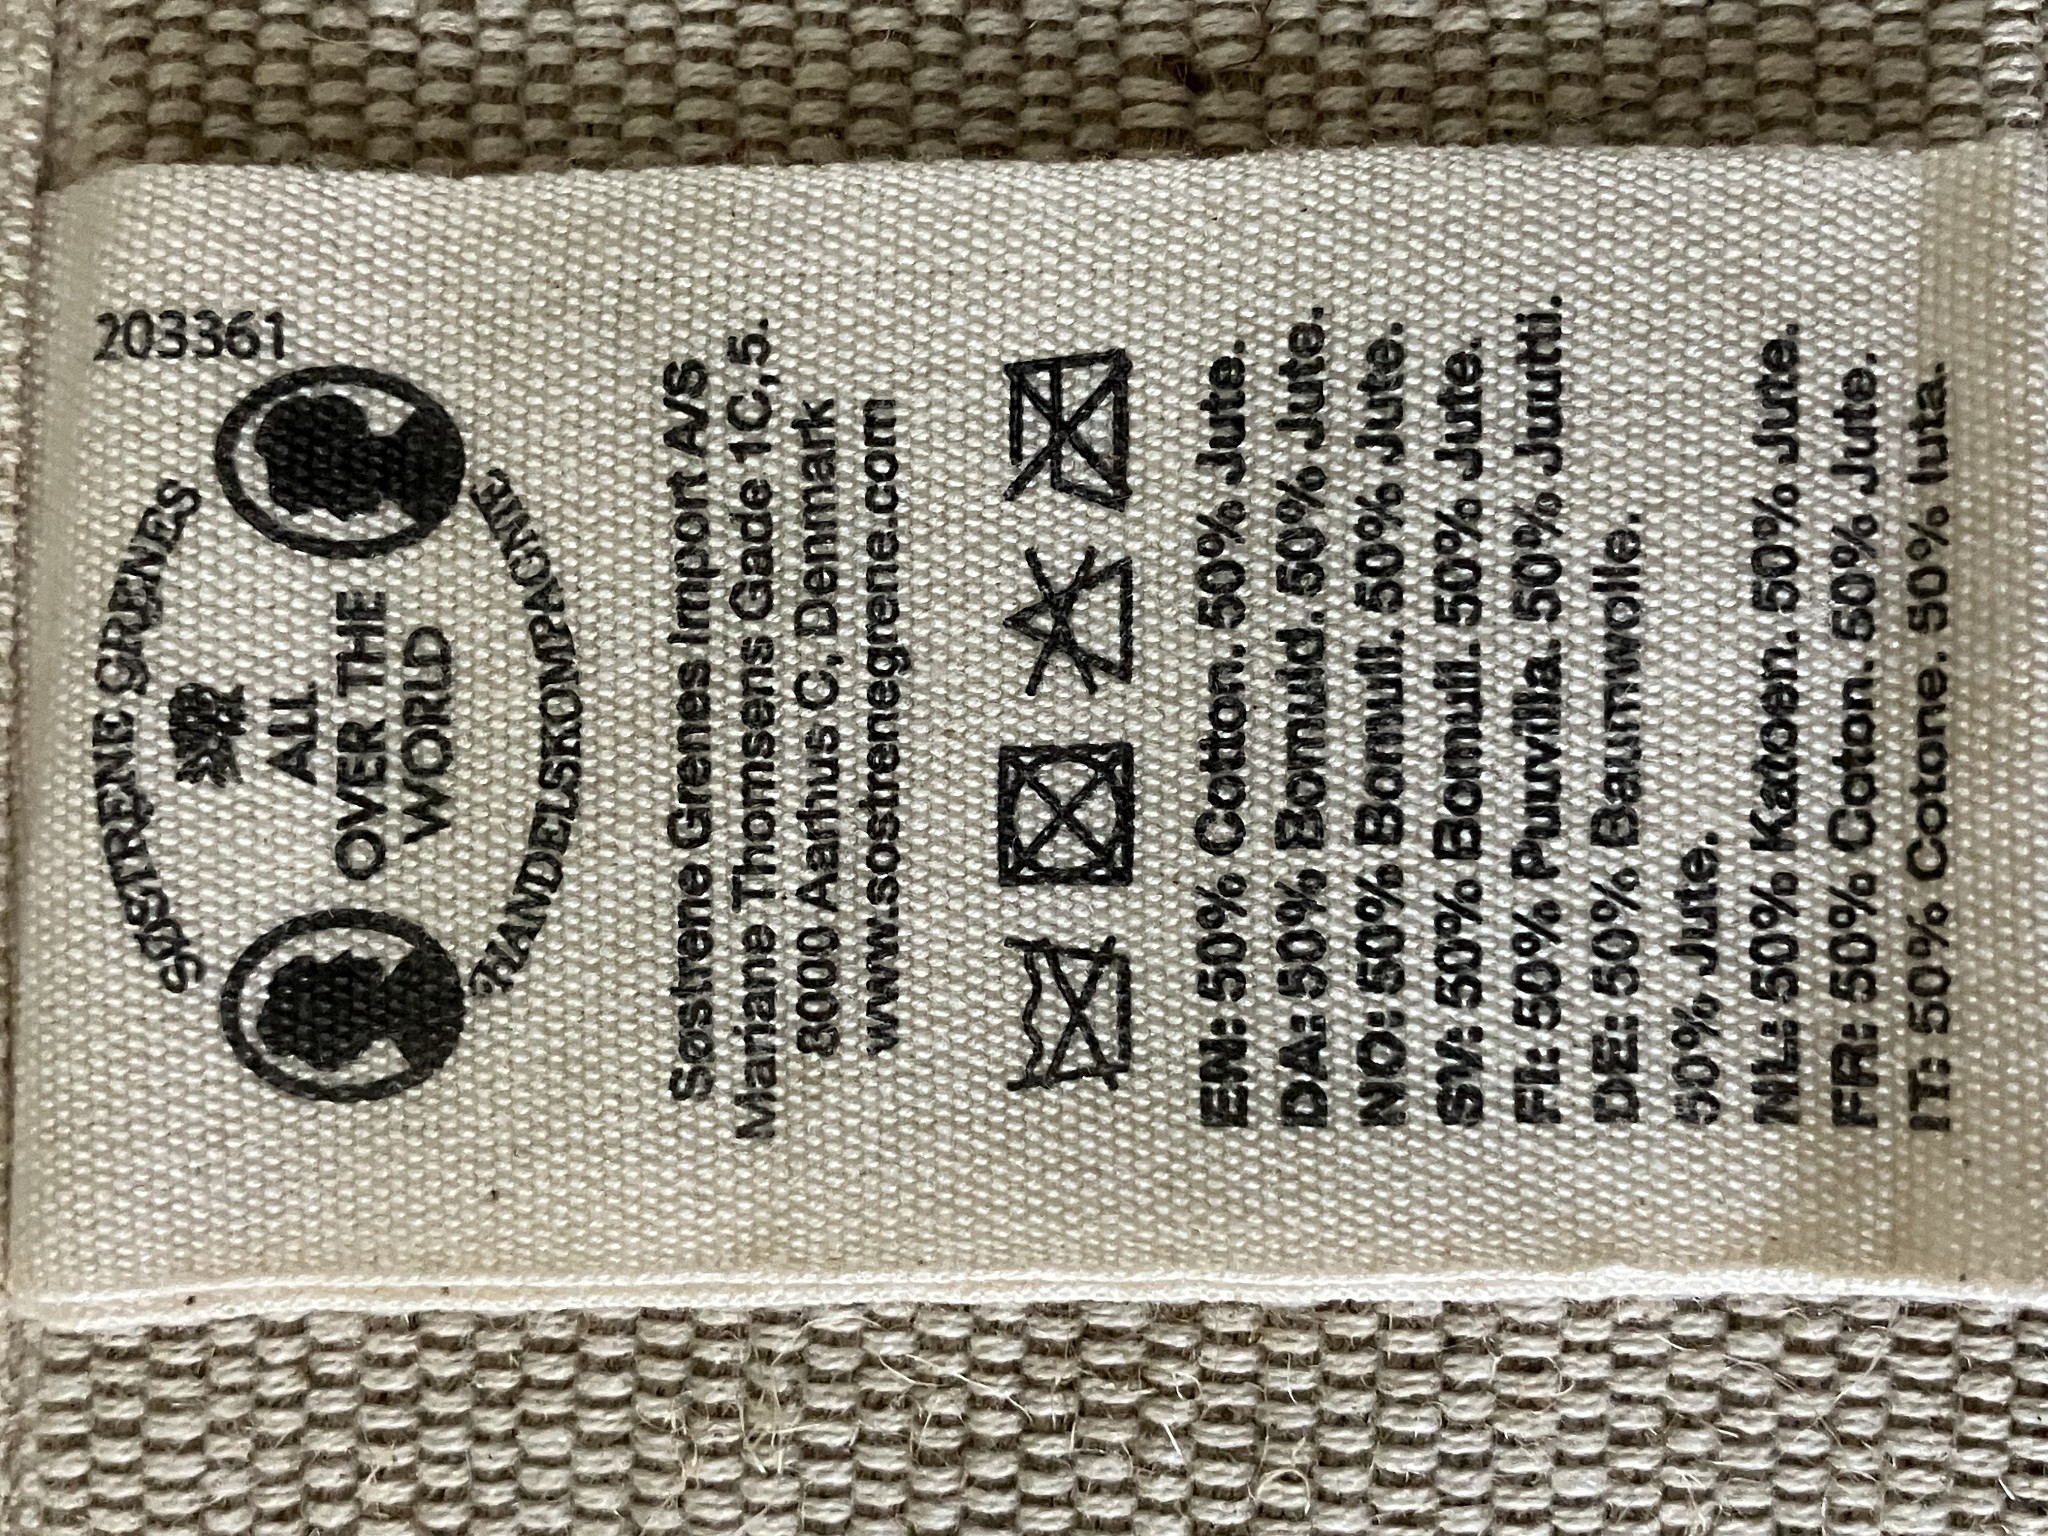 203361
SØSTRENE GRENES
ALL
OVER THE
WORLD
HANDELSKOMPAGNIE
Søstrene Grenes Import A/S
Mariane Thomsens Gade 1C,5.
8000 Aarhus C, Denmark
www.sostrenegrene.com
EN: 50% Cotton. 50% Jute.
DA: 50% Bomuld. 50% Jute.
NO: 50% Bomull. 50% Jute.
SV: 50% Bomull. 50% Jute.
FI: 50% Puuvilla. 50% Juutti.
DE: 50% Baumwolle.
50% Jute.
NL: 50% Katoen. 50% Jute.
FR: 50% Coton. 50% Jute.
IT: 50% Cotone. 50% Iuta.